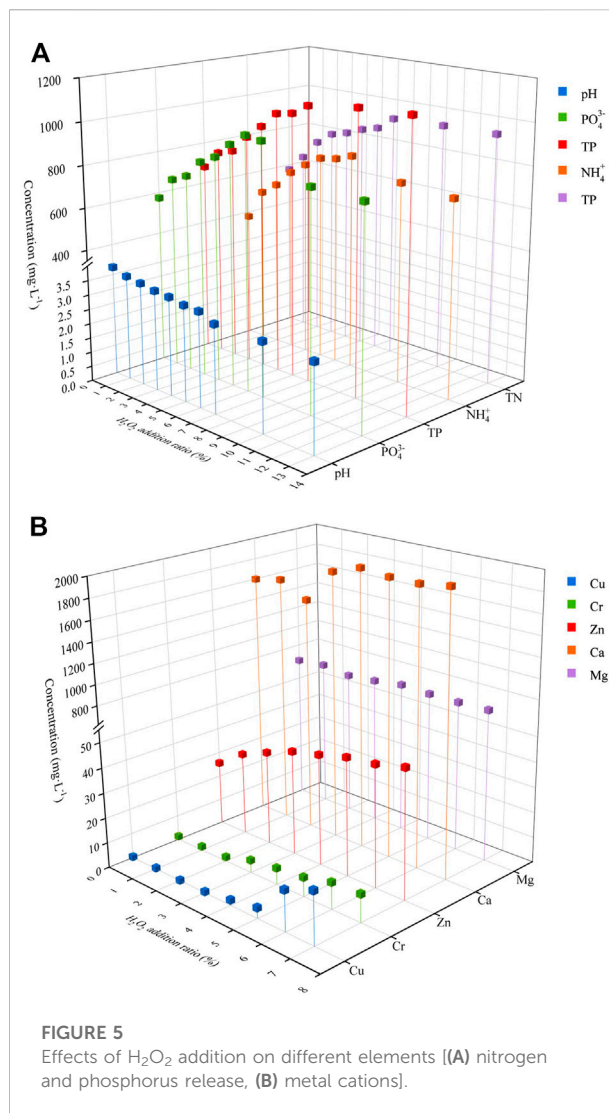 A
1200
1000
800
600
400
3.5
3.0
2.5
2.0
1.5
1.0
0.5
0.0
Concentration (mg·L⁻¹)
0
1
2
3
4
5
6
7
8
9
10
11
12
13
14
H₂O₂ addition ratio (%)
pH
PO₄³⁻
TP
NH₄⁺
TN
pH
PO₄³⁻
TP
NH₄⁺
TP
B
2000
1800
1600
1400
1200
1000
800
50
40
30
20
10
0
Concentration (mg·L⁻¹)
0
1
2
3
4
5
6
7
8
H₂O₂ addition ratio (%)
Cu
Cr
Zn
Ca
Mg
Cu
Cr
Zn
Ca
Mg
FIGURE 5
Effects of H₂O₂ addition on different elements [(A) nitrogen
and phosphorus release, (B) metal cations].